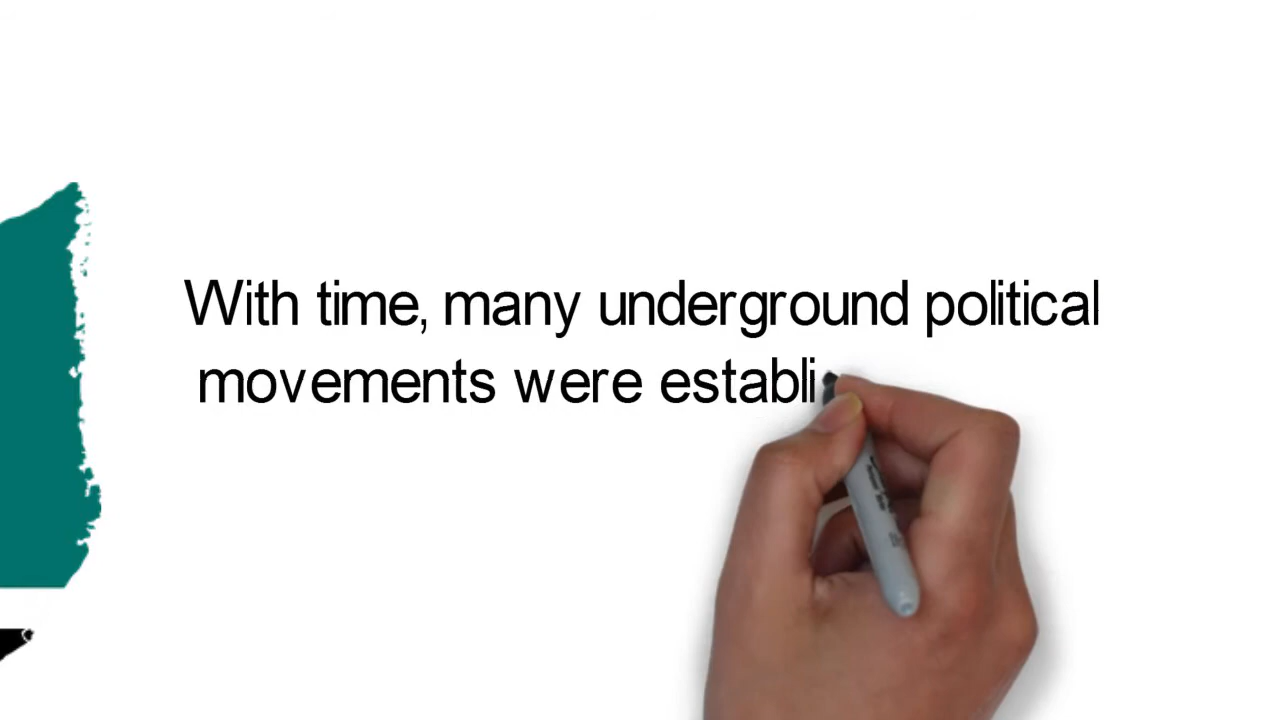 With time, many underground political
movements were establi